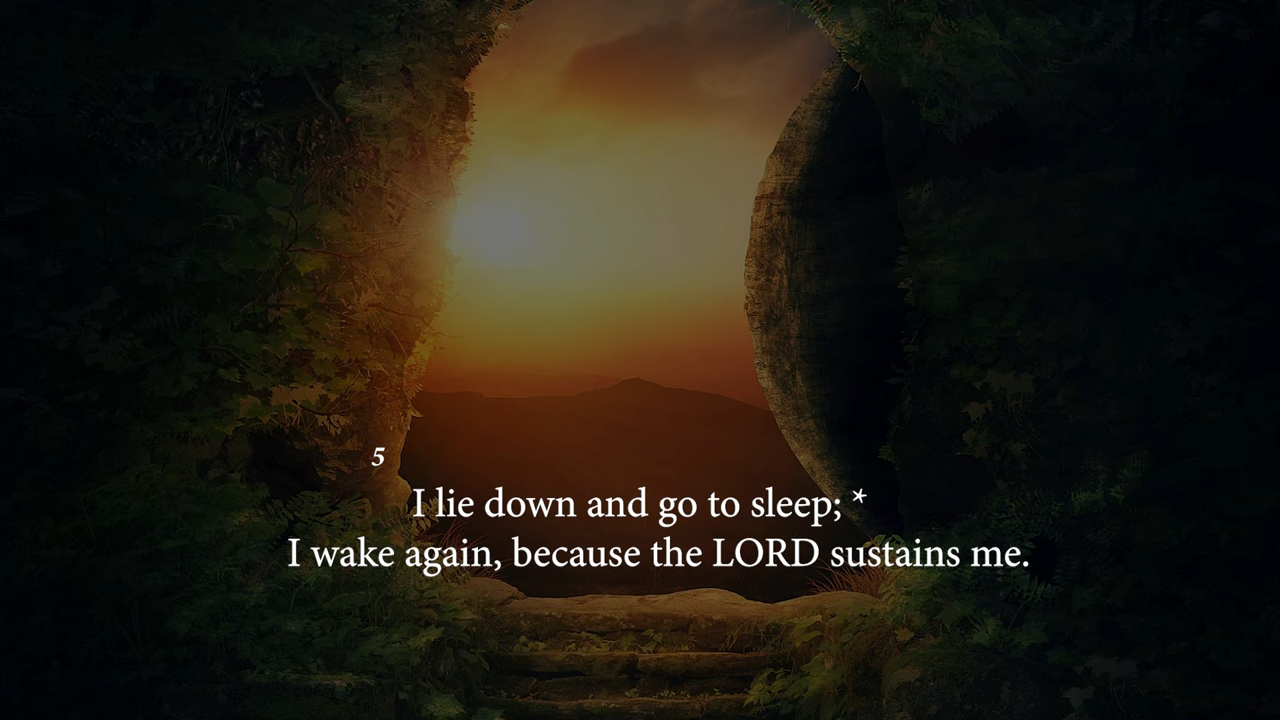 5
I lie down and go to sleep; *
I wake again, because the LORD sustains me.